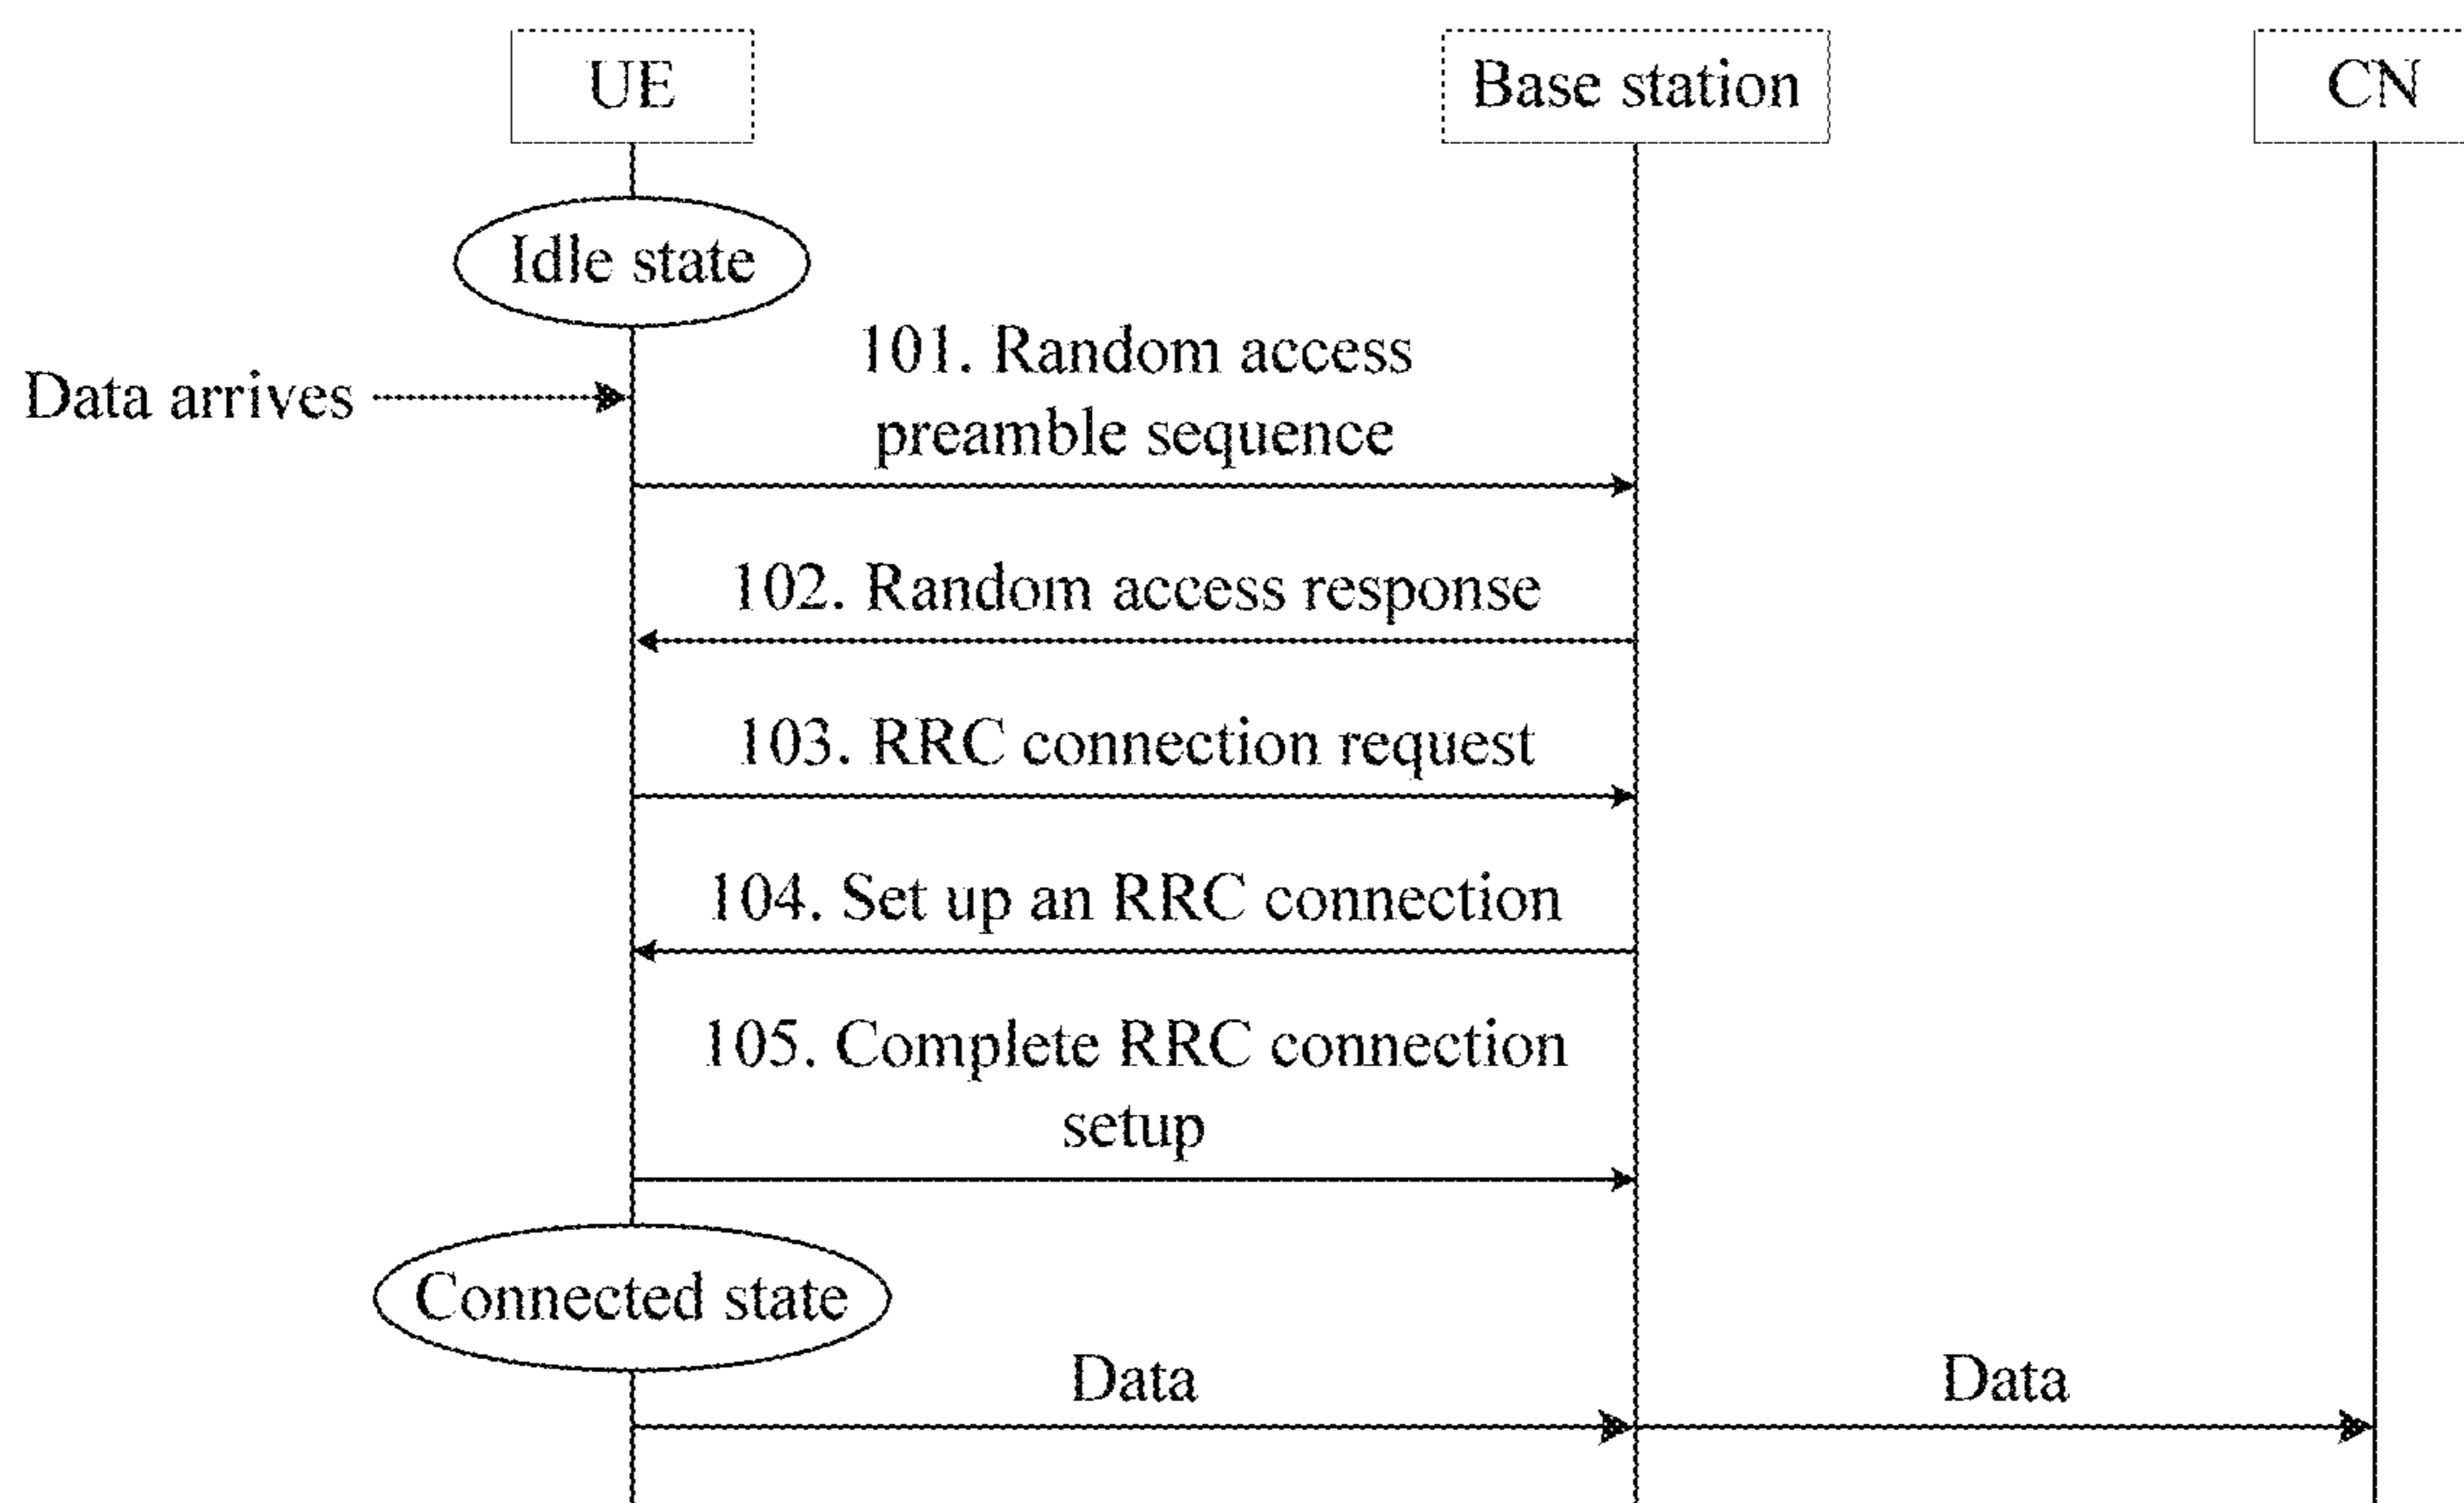 UE
Base station
CN
Idle state
101. Random access
preamble sequence
Data arrives
102. Random access response
103. RRC connection request
104. Set up an RRC connection
105. Complete RRC connection
setup
Connected state
Data
Data